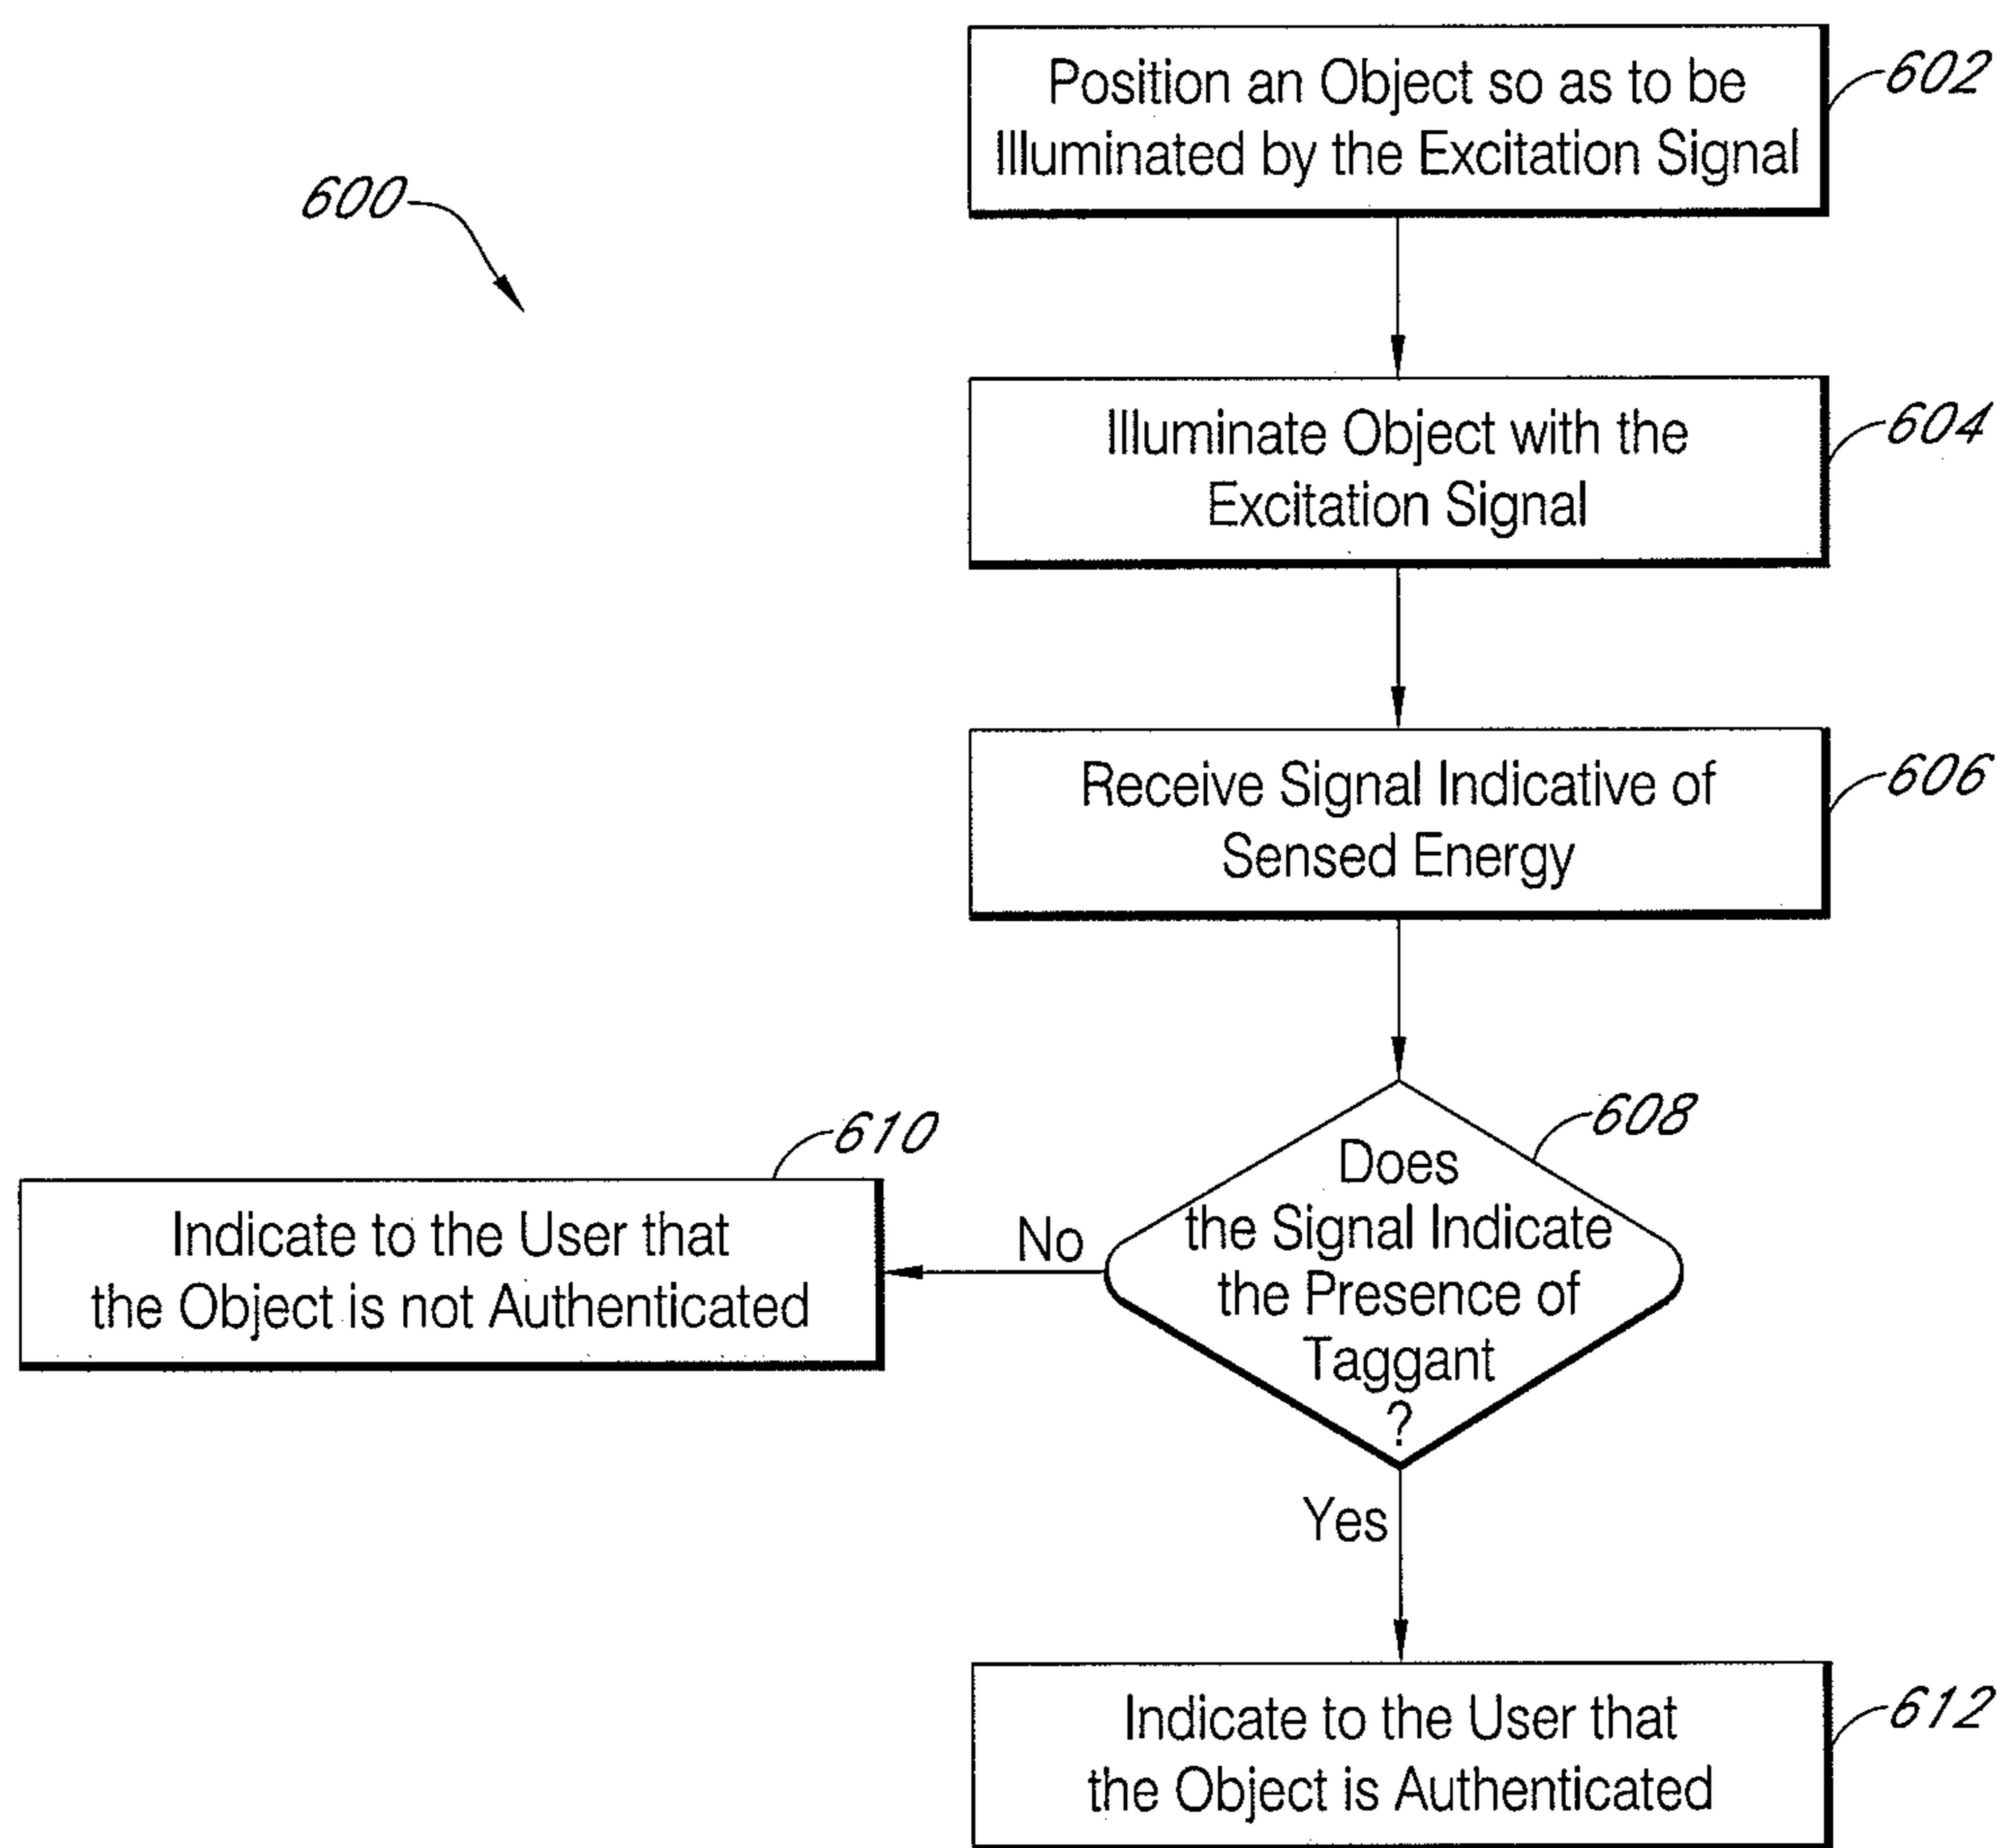 Position an Object so as to be
Illuminated by the Excitation Signal
602
600
Illuminate Object with the
Excitation Signal
604
Receive Signal Indicative of
Sensed Energy
606
608
Does
the Signal Indicate
the Presence of
Taggant
?
No
610
Indicate to the User that
the Object is not Authenticated
Yes
Indicate to the User that
the Object is Authenticated
612